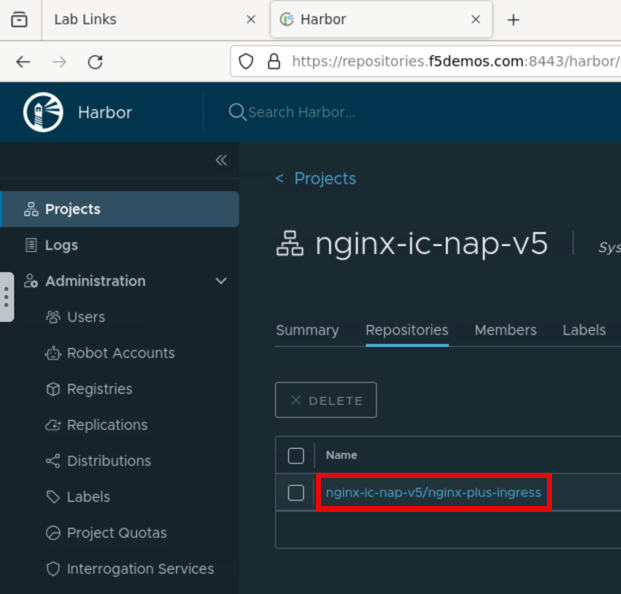 Lab Links
Harbor
https://repositories.f5demos.com:8443/harbor/
Harbor
Search Harbor...
Projects
Logs
Administration
Users
Robot Accounts
Registries
Replications
Distributions
Labels
Project Quotas
Interrogation Services
< Projects
nginx-ic-nap-v5
Sys
Summary Repositories Members Labels
× DELETE
Name
nginx-ic-nap-v5/nginx-plus-ingress